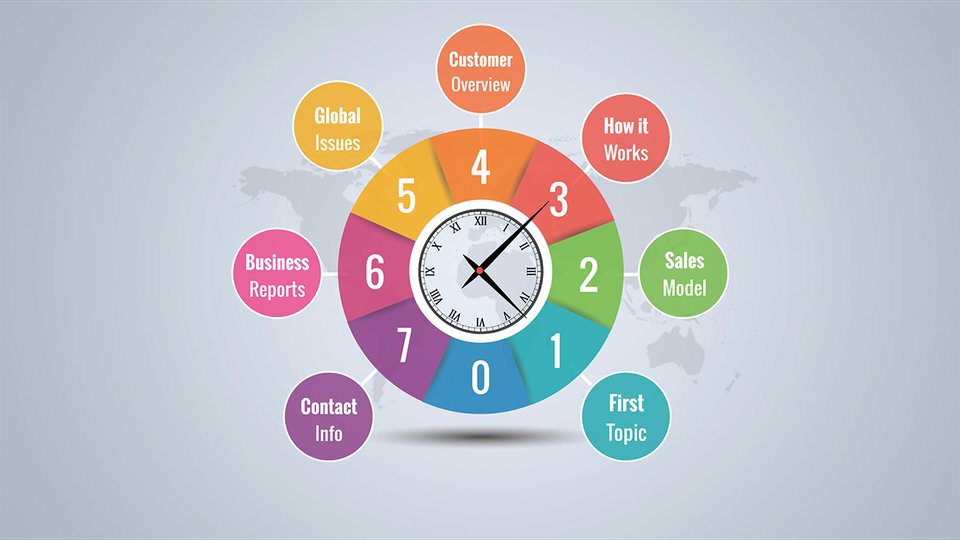 Customer
Overview
Global
Issues
How it
Works
4
5
3
XII
XI
I
X
II
IX
III
VIII
IV
VII
V
VI
Business
Reports
6
2
Sales
Model
7
1
0
Contact
Info
First
Topic